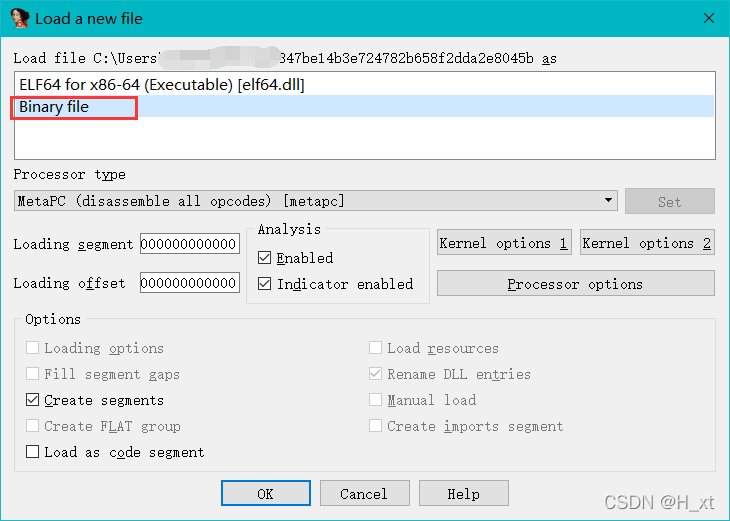 Load a new file
Load file C:\Users 347be14b3e724782b658f2dda2e8045b as
ELF64 for x86-64 (Executable) [elf64.dll]
Binary file
Processor type
MetaPC (disassemble all opcodes) [metapc]
Set
Loading segment 000000000000
Loading offset 000000000000
Analysis
Enabled
Indicator enabled
Kernel options 1
Kernel options 2
Processor options
Options
Loading options
Fill segment gaps
Create segments
Create FLAT group
Load as code segment
Load resources
Rename DLL entries
Manual load
Create imports segment
OK
Cancel
Help
CSDN @H_xt